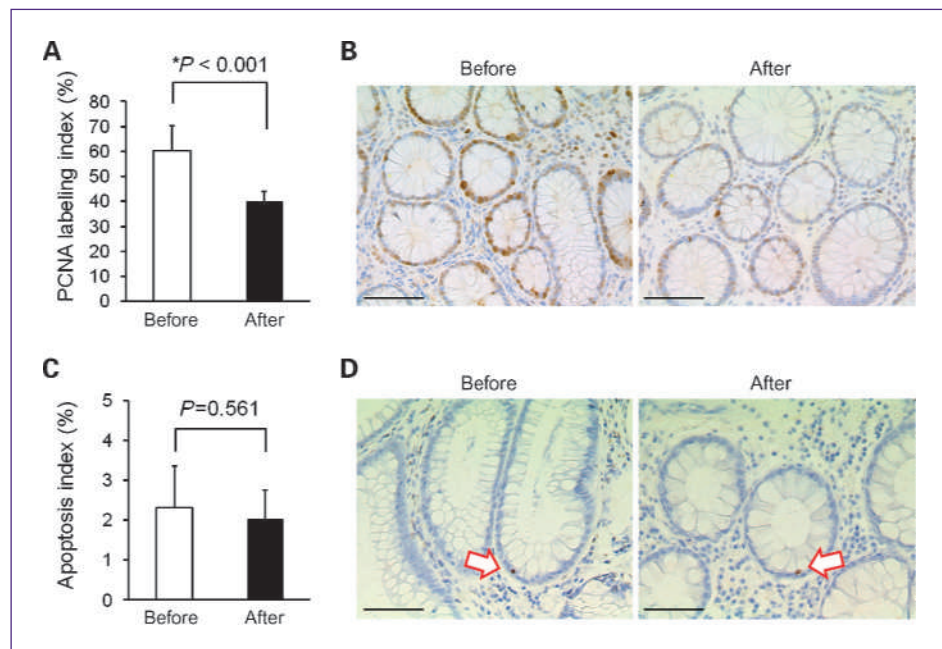 A
*P < 0.001
PCNA labeling index (%)
80
70
60
50
40
30
20
10
0
Before
After
B
Before
After
C
P=0.561
Apoptosis index (%)
5
4
3
2
1
0
Before
After
D
Before
After